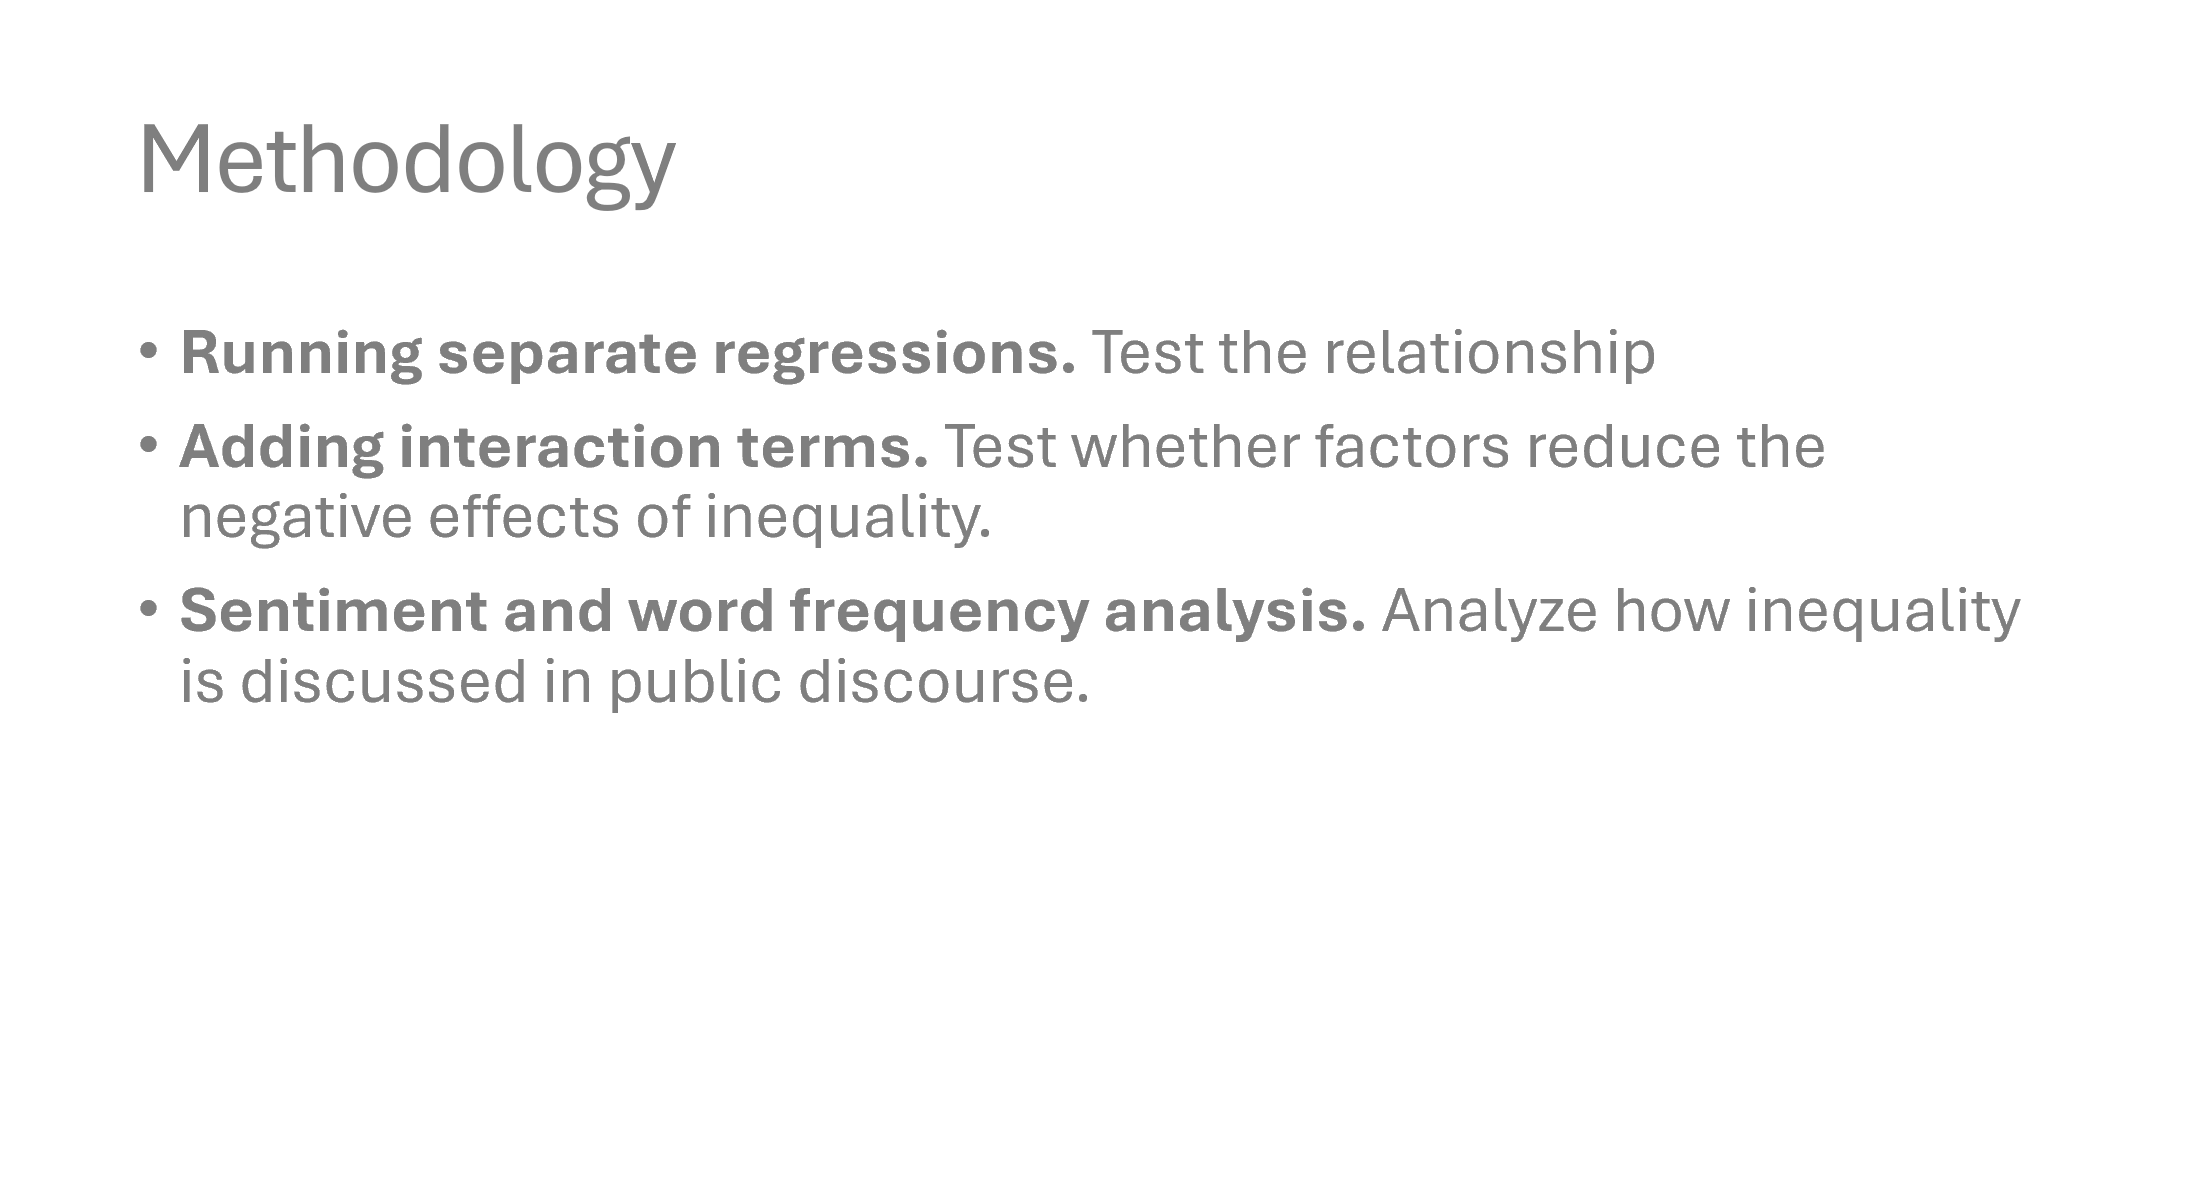 Methodology
• Running separate regressions. Test the relationship
• Adding interaction terms. Test whether factors reduce the
negative effects of inequality.
• Sentiment and word frequency analysis. Analyze how inequality
is discussed in public discourse.